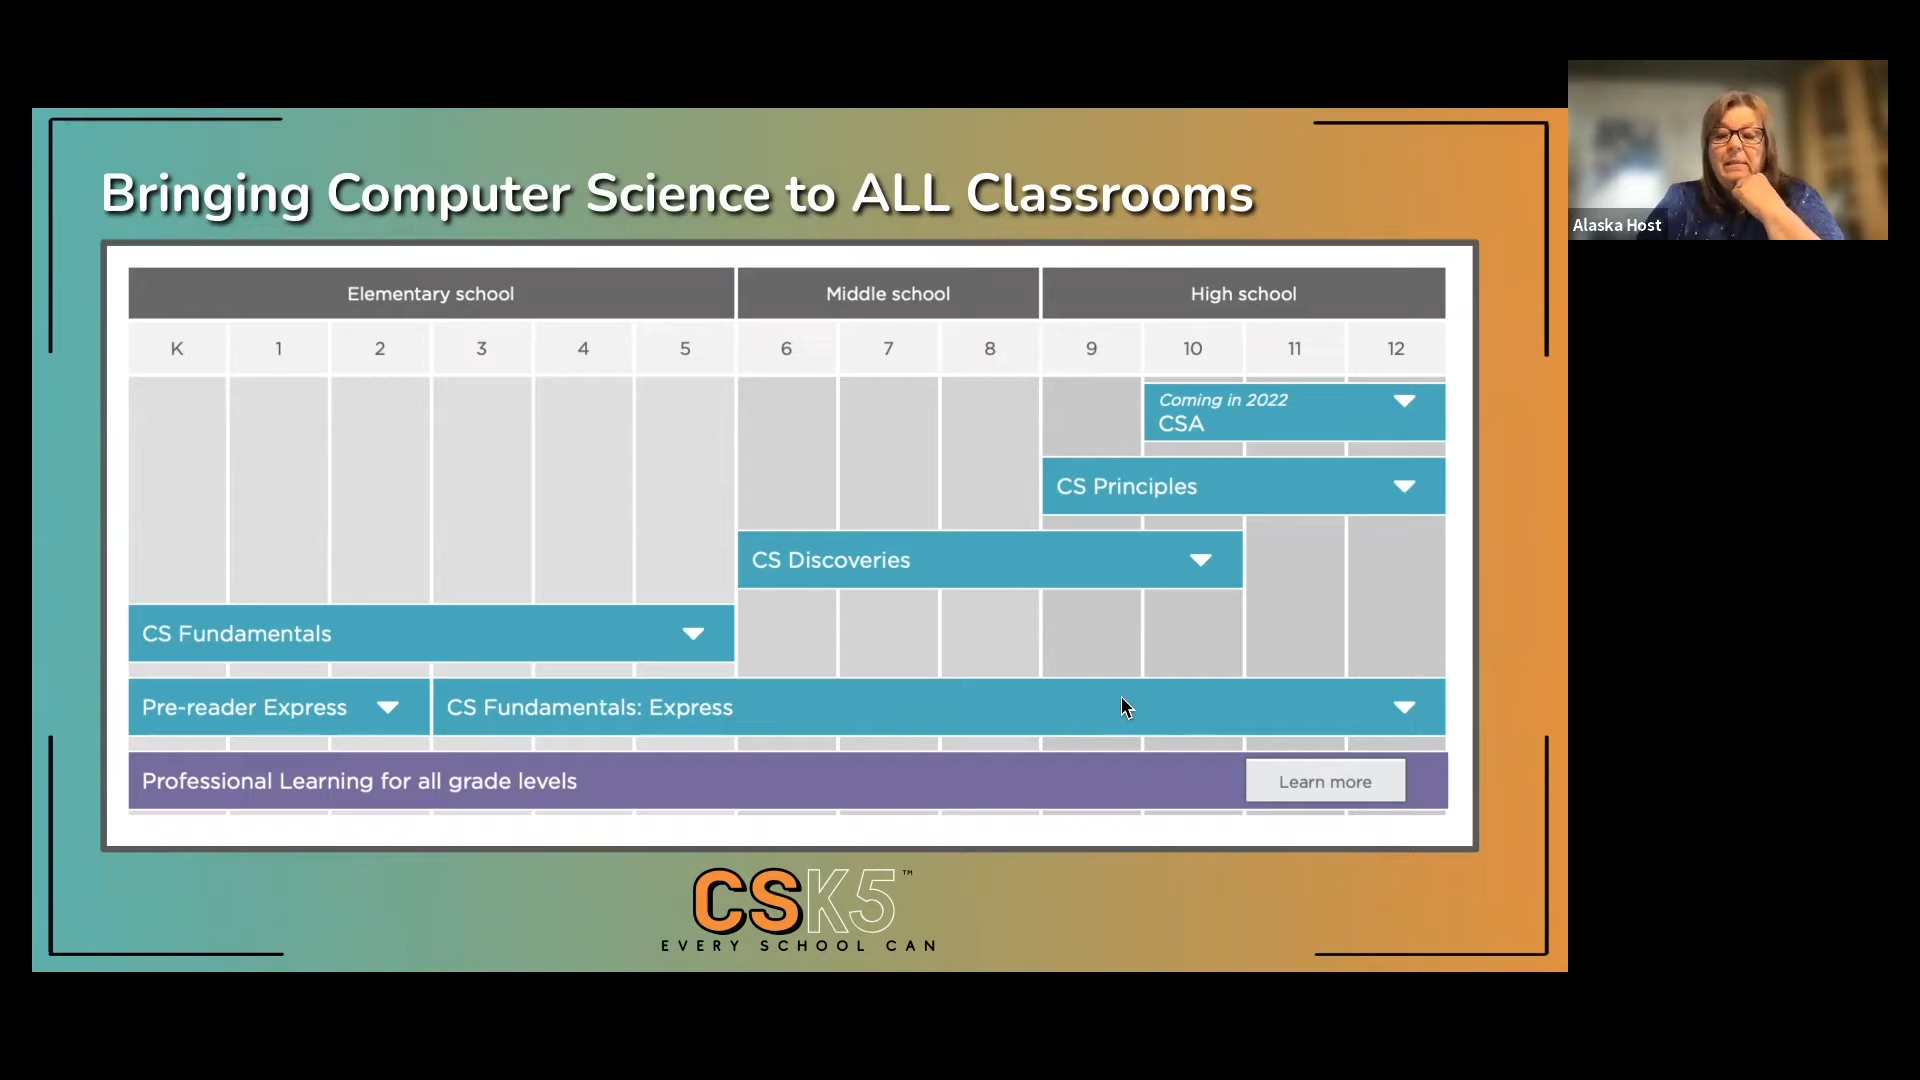 Bringing Computer Science to ALL Classrooms
Elementary school Middle school High school
K 1 2 3 4 5 6 7 8 9 10 11 12
Coming in 2022
CSA
CS Principles
CS Discoveries
CS Fundamentals
Pre-reader Express CS Fundamentals: Express
Professional Learning for all grade levels Learn more
CSK5™
EVERY SCHOOL CAN
Alaska Host